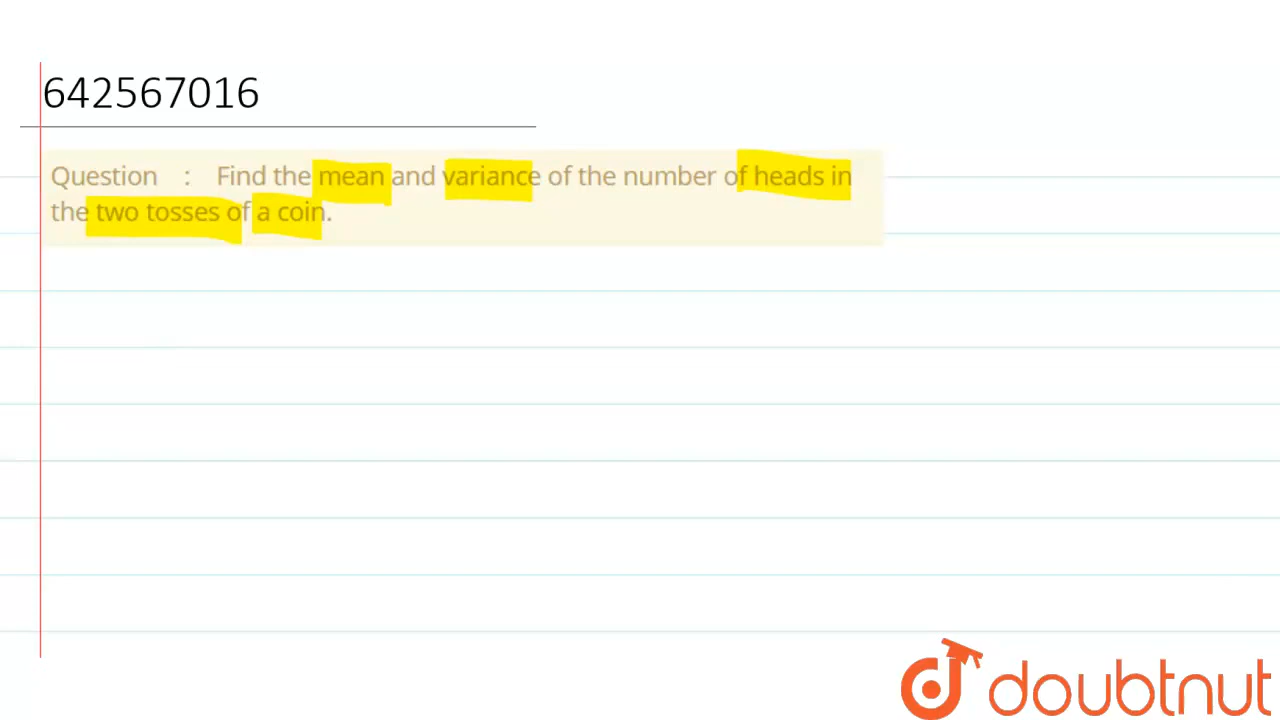 642567016
Question : Find the mean and variance of the number of heads in
the two tosses of a coin.
doubtnut